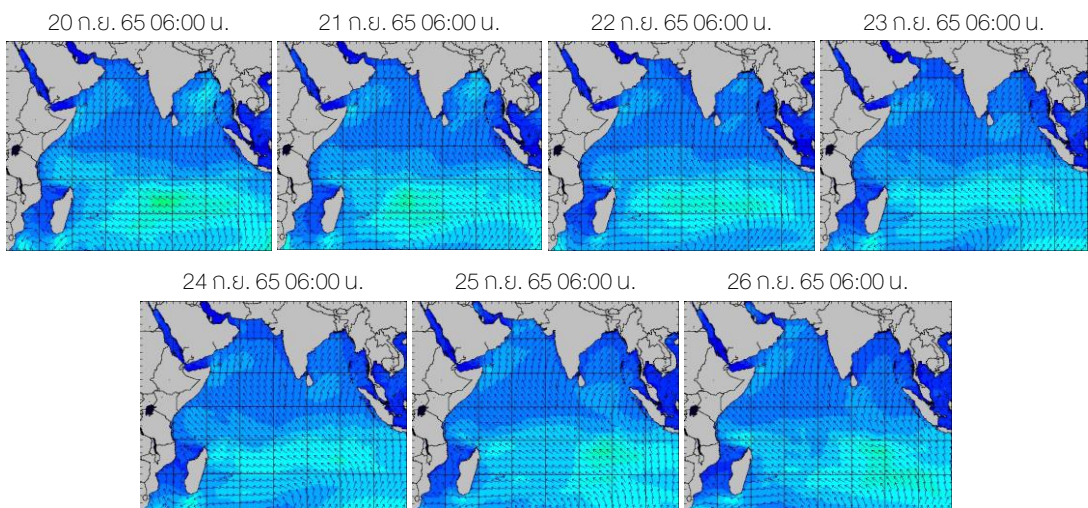 20 ก.ย. 65 06:00 น.
21 ก.ย. 65 06:00 น.
22 ก.ย. 65 06:00 น.
23 ก.ย. 65 06:00 น.
24 ก.ย. 65 06:00 น.
25 ก.ย. 65 06:00 น.
26 ก.ย. 65 06:00 น.